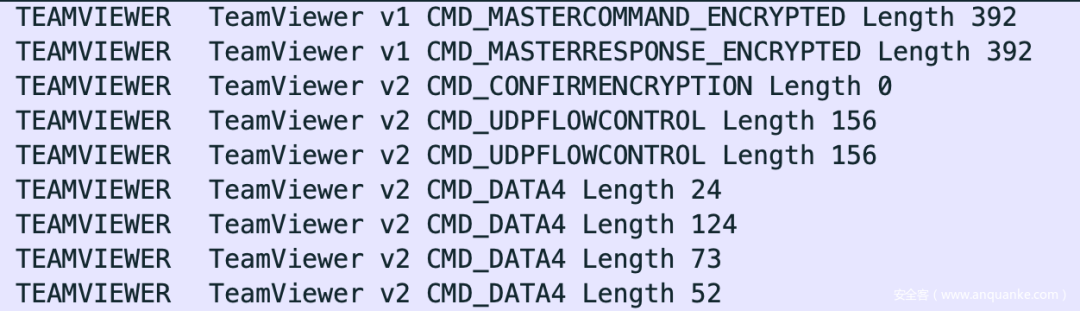 TEAMVIEWER TeamViewer v1 CMD_MASTERCOMMAND_ENCRYPTED Length 392
TEAMVIEWER TeamViewer v1 CMD_MASTERRESPONSE_ENCRYPTED Length 392
TEAMVIEWER TeamViewer v2 CMD_CONFIRMENCRYPTION Length 0
TEAMVIEWER TeamViewer v2 CMD_UDPFLOWCONTROL Length 156
TEAMVIEWER TeamViewer v2 CMD_UDPFLOWCONTROL Length 156
TEAMVIEWER TeamViewer v2 CMD_DATA4 Length 24
TEAMVIEWER TeamViewer v2 CMD_DATA4 Length 124
TEAMVIEWER TeamViewer v2 CMD_DATA4 Length 73
TEAMVIEWER TeamViewer v2 CMD_DATA4 Length 52
安全客(www.anquanke.com)